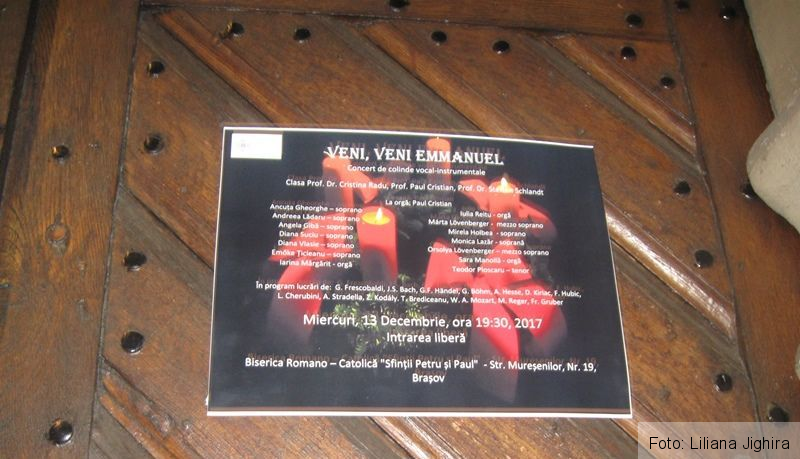 VENI, VENI EMMANUEL
Concert de colinde vocal-instrumentale
Clasa Prof. Dr. Cristina Radu, Prof. Paul Cristian, Prof. Dr. Steffen Schlandt
La orgă: Paul Cristian
Ancuța Gheorghe – soprano
Andreea Lădaru – soprano
Angela Gibă – soprano
Diana Suciu – soprano
Diana Vlasie – soprano
Emőke Țicleanu – soprano
Iarina Mărgărit - orgă
Iulia Reitu - orgă
Márta Lövenberger - mezzo soprano
Mirela Holbea - soprano
Monica Lazăr - soprană
Orsolya Lövenberger – mezzo soprano
Sara Manoilă - orgă
Teodor Ploscaru – tenor
În program lucrări de: G. Frescobaldi, J.S. Bach, G.F. Händel, G. Böhm, A. Hesse, D. Kiriac, F. Hubic,
L. Cherubini, A. Stradella, Z. Kodály. T. Brediceanu, W. A. Mozart, M. Reger, Fr. Gruber
Miercuri, 13 Decembrie, ora 19:30, 2017
Intrarea liberă
Biserica Romano – Catolică "Sfinții Petru și Paul" - Str. Mureșenilor, Nr. 19,
Brașov
Foto: Liliana Jighira